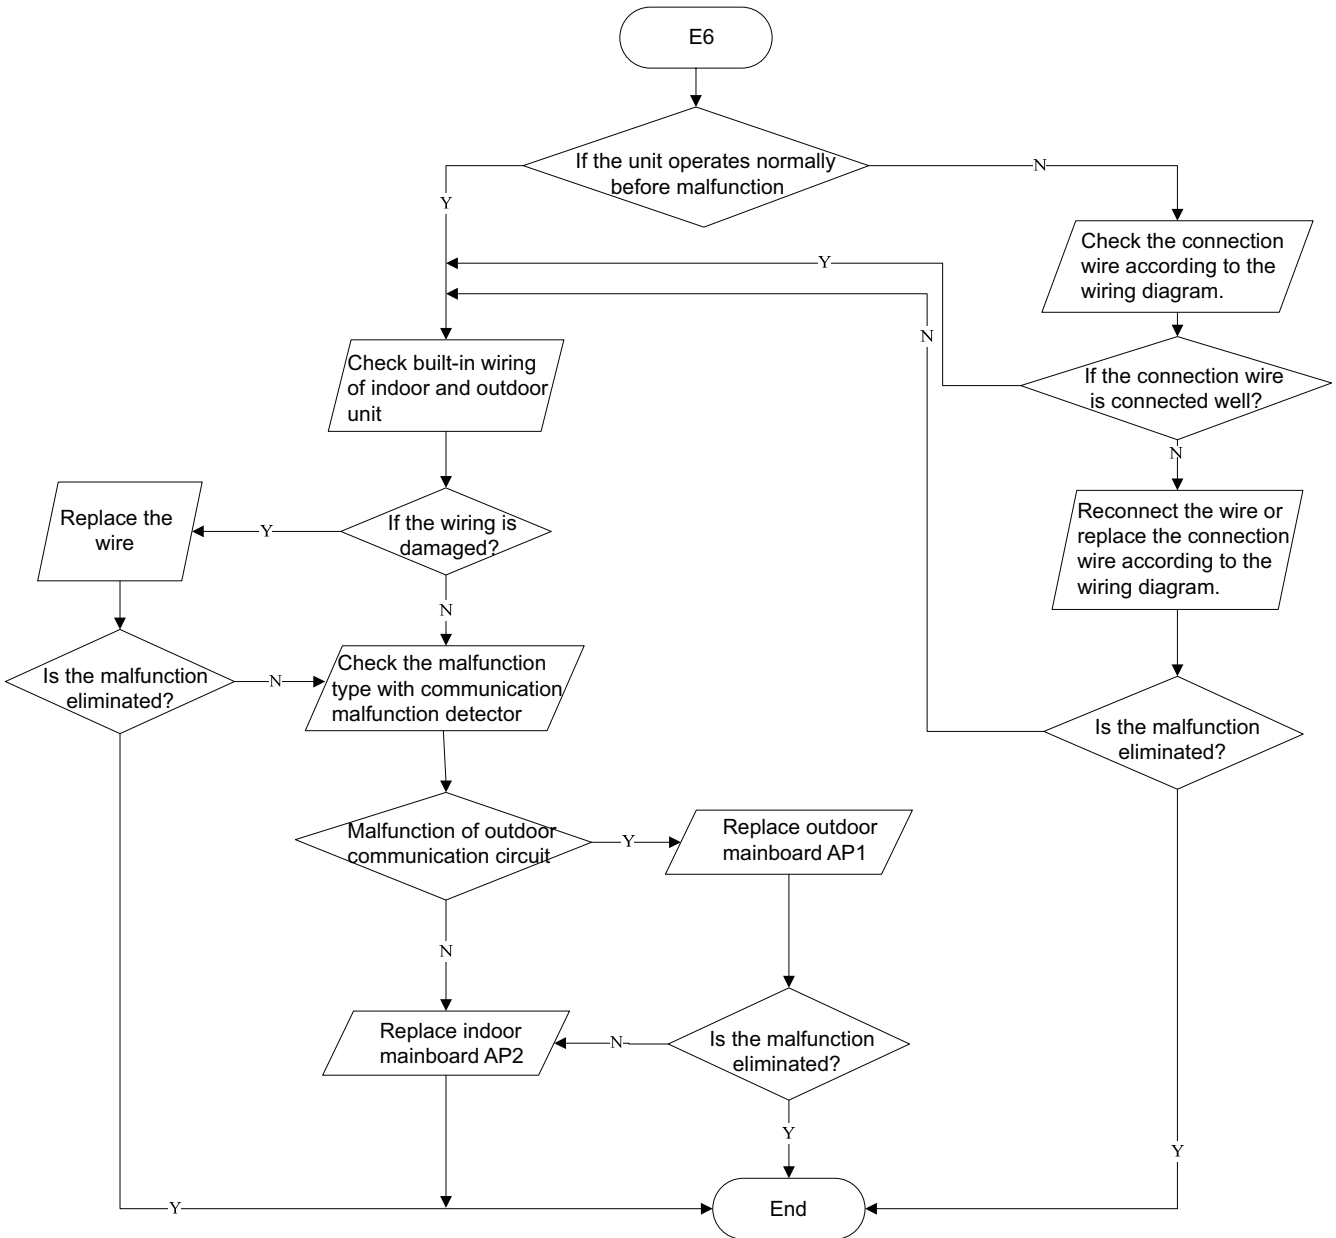 E6
If the unit operates normally
before malfunction
N
Y
Check the connection
wire according to the
wiring diagram.
Y
N
Check built-in wiring
of indoor and outdoor
unit
If the connection wire
is connected well?
N
Replace the
wire
Y
If the wiring is
damaged?
Reconnect the wire or
replace the connection
wire according to the
wiring diagram.
N
Is the malfunction
eliminated?
N
Check the malfunction
type with communication
malfunction detector
Is the malfunction
eliminated?
Malfunction of outdoor
communication circuit
Y
Replace outdoor
mainboard AP1
N
Replace indoor
mainboard AP2
N
Is the malfunction
eliminated?
Y
Y
Y
End